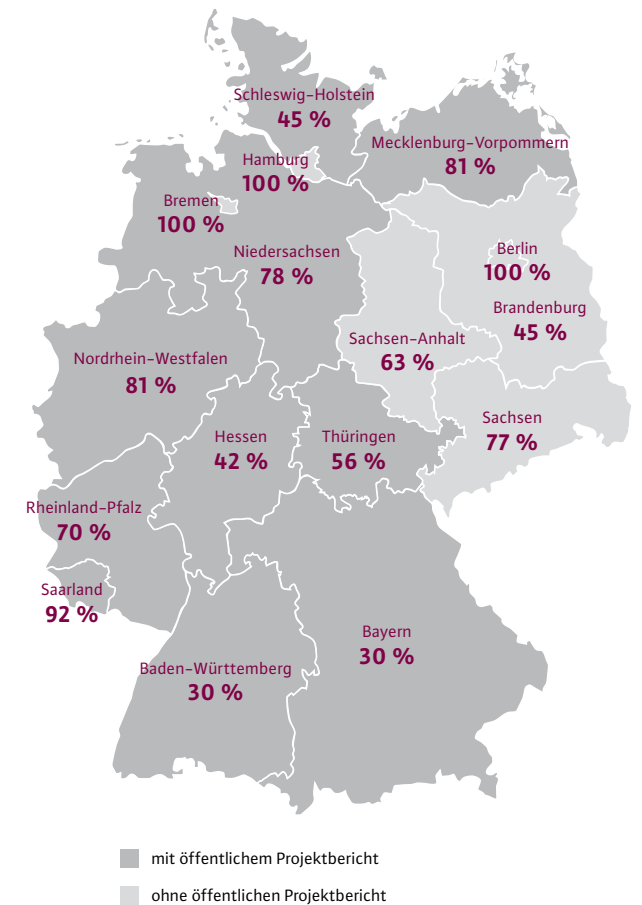 Schleswig-Holstein
45 %
Mecklenburg-Vorpommern
81 %
Hamburg
100 %
Bremen
100 %
Niedersachsen
78 %
Berlin
100 %
Brandenburg
45 %
Sachsen-Anhalt
63 %
Nordrhein-Westfalen
81 %
Sachsen
77 %
Hessen
42 %
Thüringen
56 %
Rheinland-Pfalz
70 %
Saarland
92 %
Bayern
30 %
Baden-Württemberg
30 %
mit öffentlichem Projektbericht
ohne öffentlichen Projektbericht